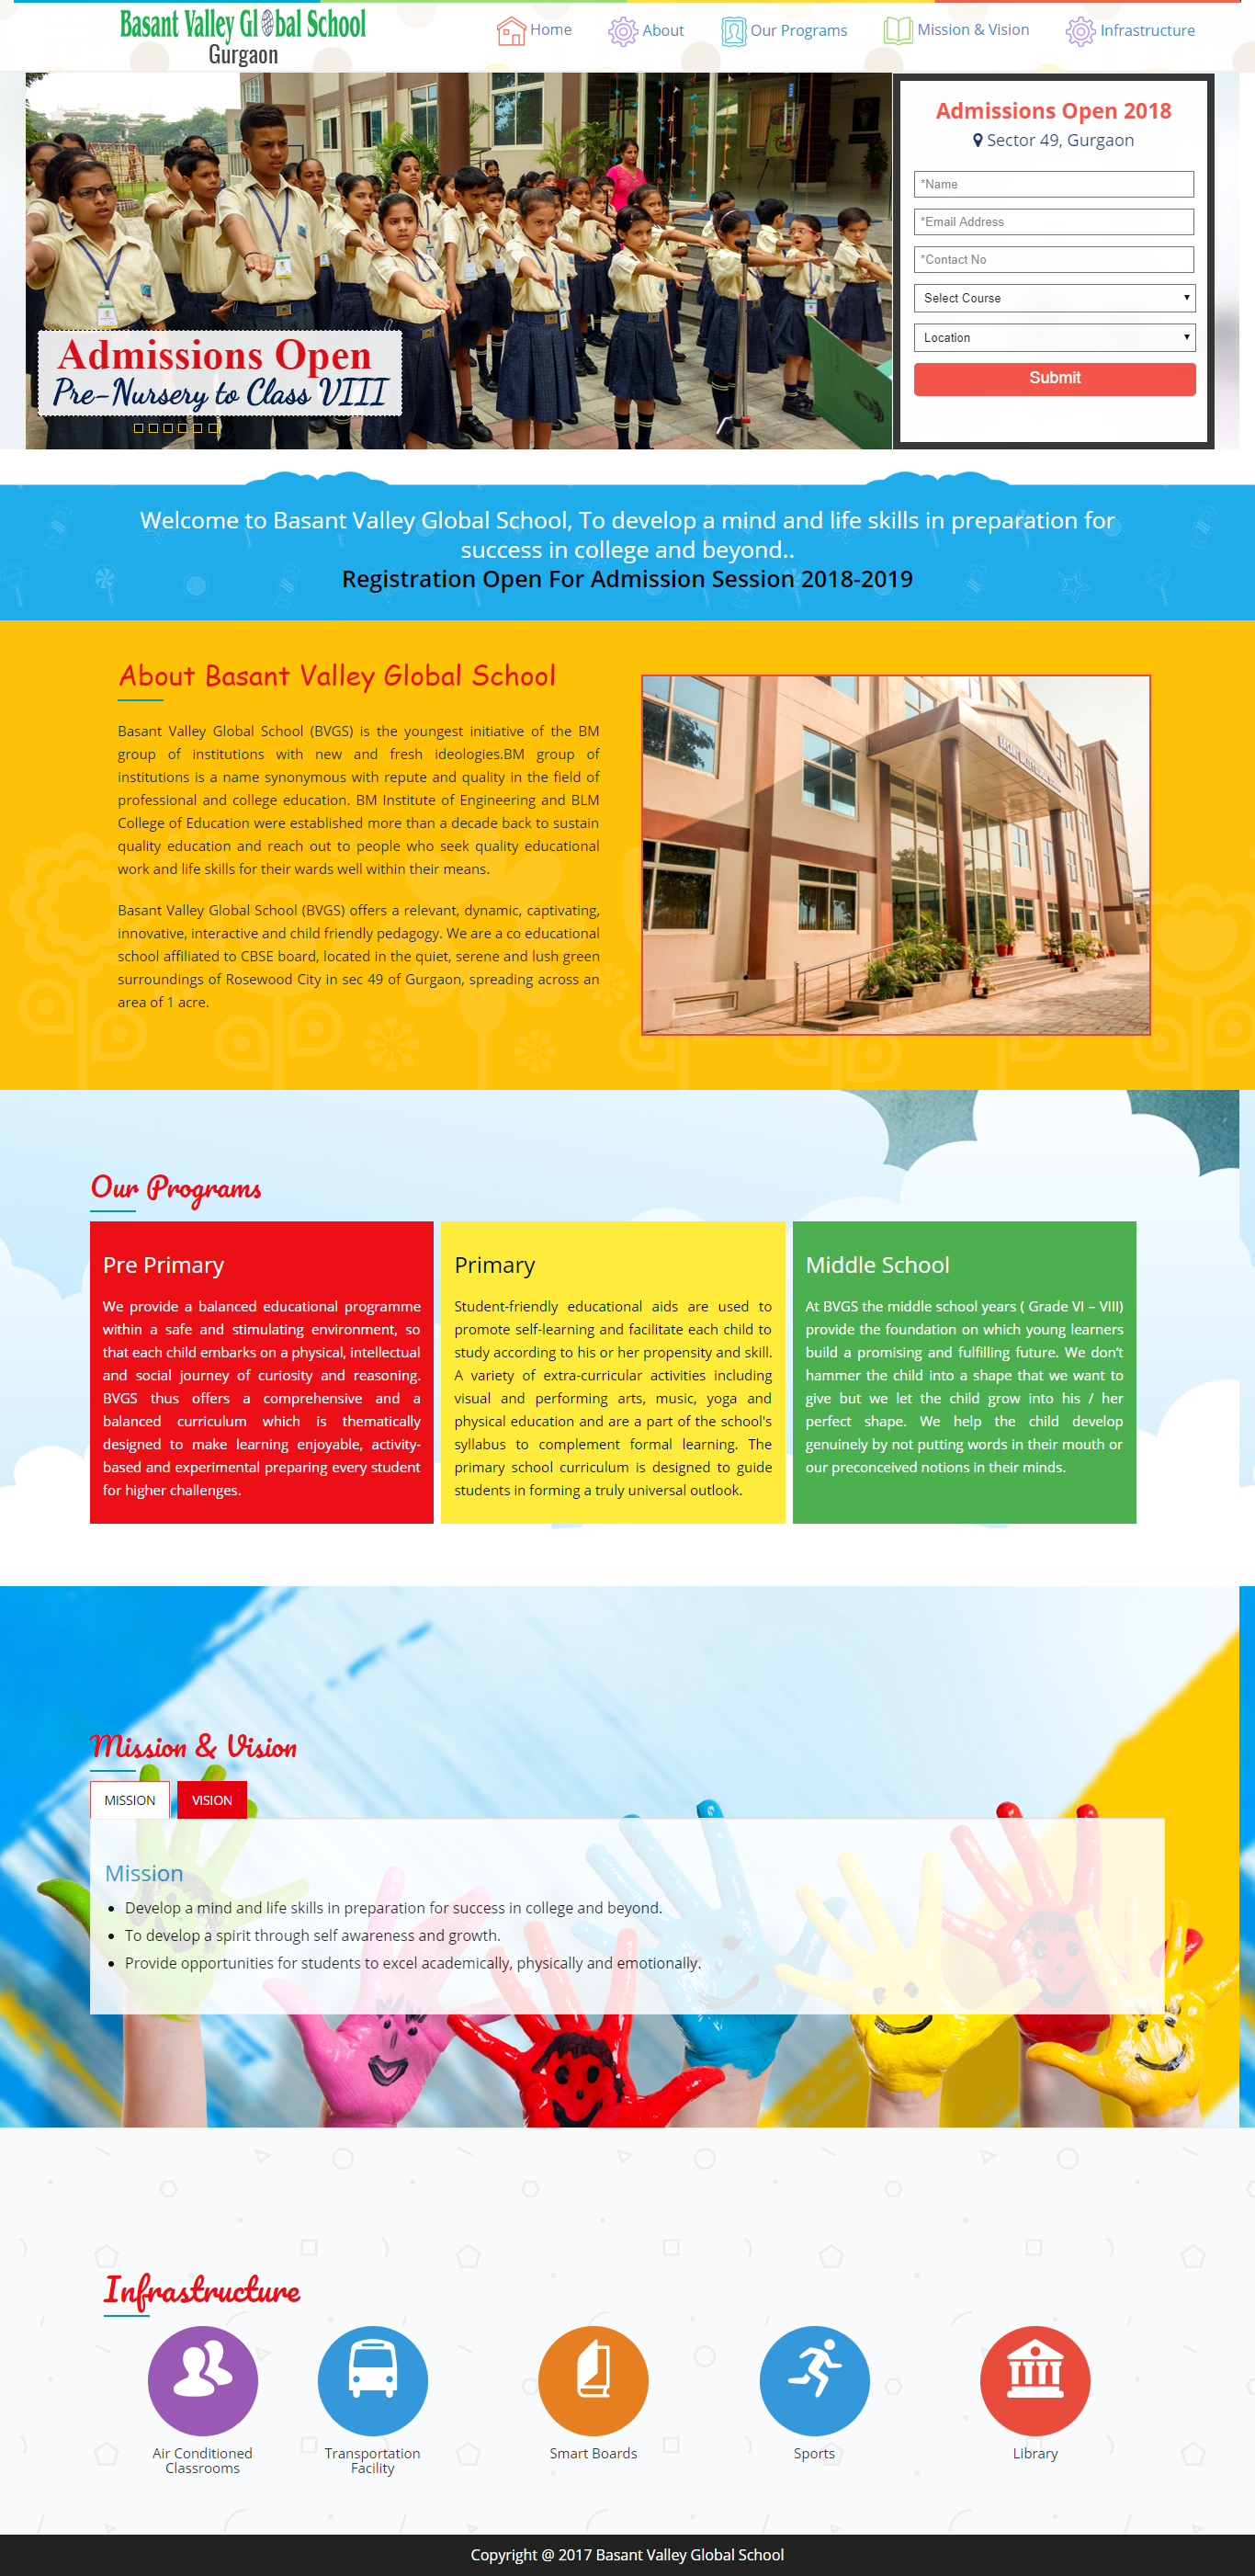 Basant Valley Global School
Gurgaon
Home
About
Our Programs
Mission & Vision
Infrastructure
Admissions Open
Pre-Nursery to Class VIII
Admissions Open 2018
Sector 49, Gurgaon
*Name
*Email Address
*Contact No
Select Course
Location
Submit
Welcome to Basant Valley Global School, To develop a mind and life skills in preparation for
success in college and beyond..
Registration Open For Admission Session 2018-2019
About Basant Valley Global School
Basant Valley Global School (BVGS) is the youngest initiative of the BM
group of institutions with new and fresh ideologies.BM group of
institutions is a name synonymous with repute and quality in the field of
professional and college education. BM Institute of Engineering and BLM
College of Education were established more than a decade back to sustain
quality education and reach out to people who seek quality educational
work and life skills for their wards well within their means.
Basant Valley Global School (BVGS) offers a relevant, dynamic, captivating,
innovative, interactive and child friendly pedagogy. We are a co educational
school affiliated to CBSE board, located in the quiet, serene and lush green
surroundings of Rosewood City in sec 49 of Gurgaon, spreading across an
area of 1 acre.
Our Programs
Pre Primary
We provide a balanced educational programme
within a safe and stimulating environment, so
that each child embarks on a physical, intellectual
and social journey of curiosity and reasoning.
BVGS thus offers a comprehensive and a
balanced curriculum which is thematically
designed to make learning enjoyable, activity-
based and experimental preparing every student
for higher challenges.
Primary
Student-friendly educational aids are used to
promote self-learning and facilitate each child to
study according to his or her propensity and skill.
A variety of extra-curricular activities including
visual and performing arts, music, yoga and
physical education and are a part of the school's
syllabus to complement formal learning. The
primary school curriculum is designed to guide
students in forming a truly universal outlook.
Middle School
At BVGS the middle school years ( Grade VI – VIII)
provide the foundation on which young learners
build a promising and fulfilling future. We don't
hammer the child into a shape that we want to
give but we let the child grow into his / her
perfect shape. We help the child develop
genuinely by not putting words in their mouth or
our preconceived notions in their minds.
Mission & Vision
MISSION
VISION
Mission
Develop a mind and life skills in preparation for success in college and beyond.
To develop a spirit through self awareness and growth.
Provide opportunities for students to excel academically, physically and emotionally.
Infrastructure
Air Conditioned
Classrooms
Transportation
Facility
Smart Boards
Sports
Library
Copyright @ 2017 Basant Valley Global School